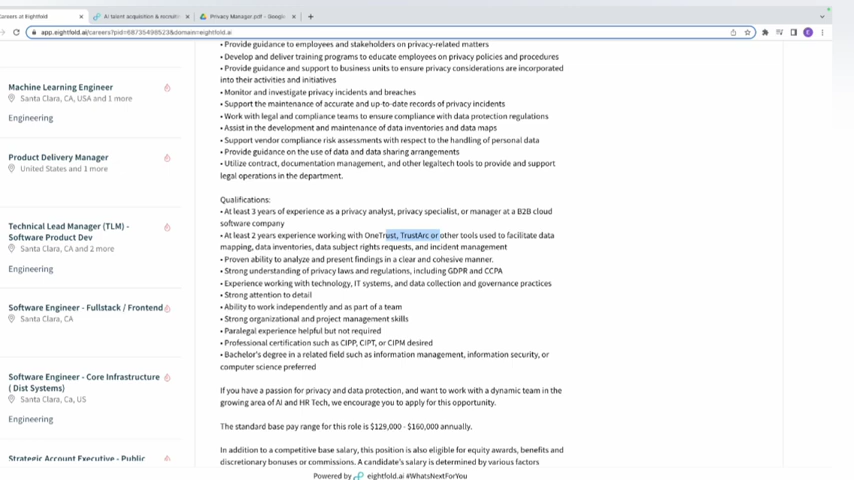 Careers at Eightfold
AI talent acquisition & recruit
Privacy Manager.pdf - Google
app.eightfold.ai/careers?pid=68735498523&domain=eightfold.ai
• Provide guidance to employees and stakeholders on privacy-related matters
• Develop and deliver training programs to educate employees on privacy policies and procedures
• Provide guidance and support to business units to ensure privacy considerations are incorporated
into their activities and initiatives
• Monitor and investigate privacy incidents and breaches
• Support the maintenance of accurate and up-to-date records of privacy incidents
• Work with legal and compliance teams to ensure compliance with data protection regulations
• Assist in the development and maintenance of data inventories and data maps
• Support vendor compliance risk assessments with respect to the handling of personal data
• Provide guidance on the use of data and data sharing arrangements
• Utilize contract, documentation management, and other legaltech tools to provide and support
legal operations in the department.
Qualifications:
• At least 3 years of experience as a privacy analyst, privacy specialist, or manager at a B2B cloud
software company
• At least 2 years experience working with OneTrust, TrustArc or other tools used to facilitate data
mapping, data inventories, data subject rights requests, and incident management
• Proven ability to analyze and present findings in a clear and cohesive manner.
• Strong understanding of privacy laws and regulations, including GDPR and CCPA
• Experience working with technology, IT systems, and data collection and governance practices
• Strong attention to detail
• Ability to work independently and as part of a team
• Strong organizational and project management skills
• Paralegal experience helpful but not required
• Professional certification such as CIPP, CIPT, or CIPM desired
• Bachelor's degree in a related field such as information management, information security, or
computer science preferred
If you have a passion for privacy and data protection, and want to work with a dynamic team in the
growing area of AI and HR Tech, we encourage you to apply for this opportunity.
The standard base pay range for this role is $129,000 - $160,000 annually.
In addition to a competitive base salary, this position is also eligible for equity awards, benefits and
discretionary bonuses or commissions. A candidate's salary is determined by various factors
Machine Learning Engineer
Santa Clara, CA, USA and 1 more
Engineering
Product Delivery Manager
United States and 1 more
Technical Lead Manager (TLM) -
Software Product Dev
Santa Clara, CA and 2 more
Engineering
Software Engineer - Fullstack / Frontend
Santa Clara, CA
Software Engineer - Core Infrastructure
( Dist Systems)
Santa Clara, Ca, US
Engineering
Strategic Account Executive - Public
Powered by eightfold.ai #WhatsNextForYou